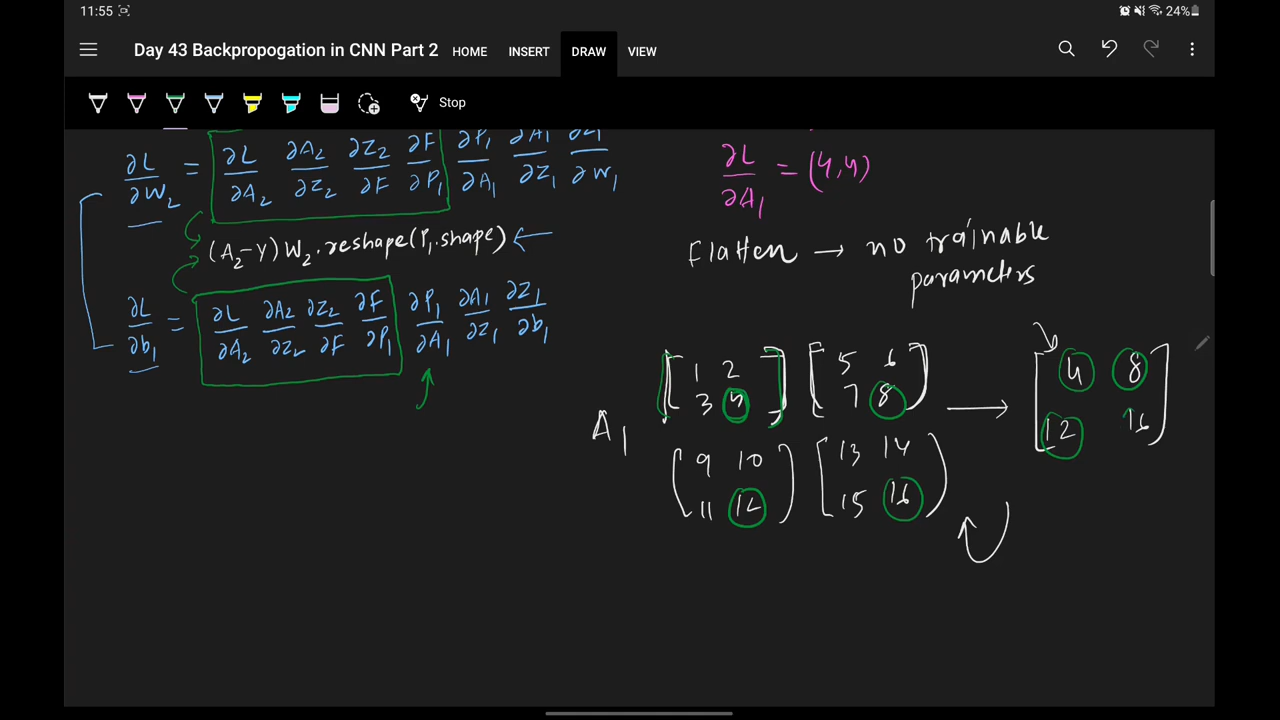 11:55
24%
Day 43 Backpropogation in CNN Part 2 HOME INSERT DRAW VIEW
Stop
∂L/∂W₂ = ∂L/∂A₂ ∂A₂/∂Z₂ ∂Z₂/∂F ∂F/∂P₁ ∂P₁/∂A₁ ∂A₁/∂Z₁ ∂Z₁/∂W₁
(A₂-Y)W₂.reshape(P₁.shape)
∂L/∂b₁ = ∂L/∂A₂ ∂A₂/∂Z₂ ∂Z₂/∂F ∂F/∂P₁ ∂P₁/∂A₁ ∂A₁/∂Z₁ ∂Z₁/∂b₁
∂L/∂A₁ = (4,4)
Flatten → no trainable
parameters
1 2 5 6
3 4 7 8
A₁
9 10 13 14
11 12 15 16
→
4 8
12 16